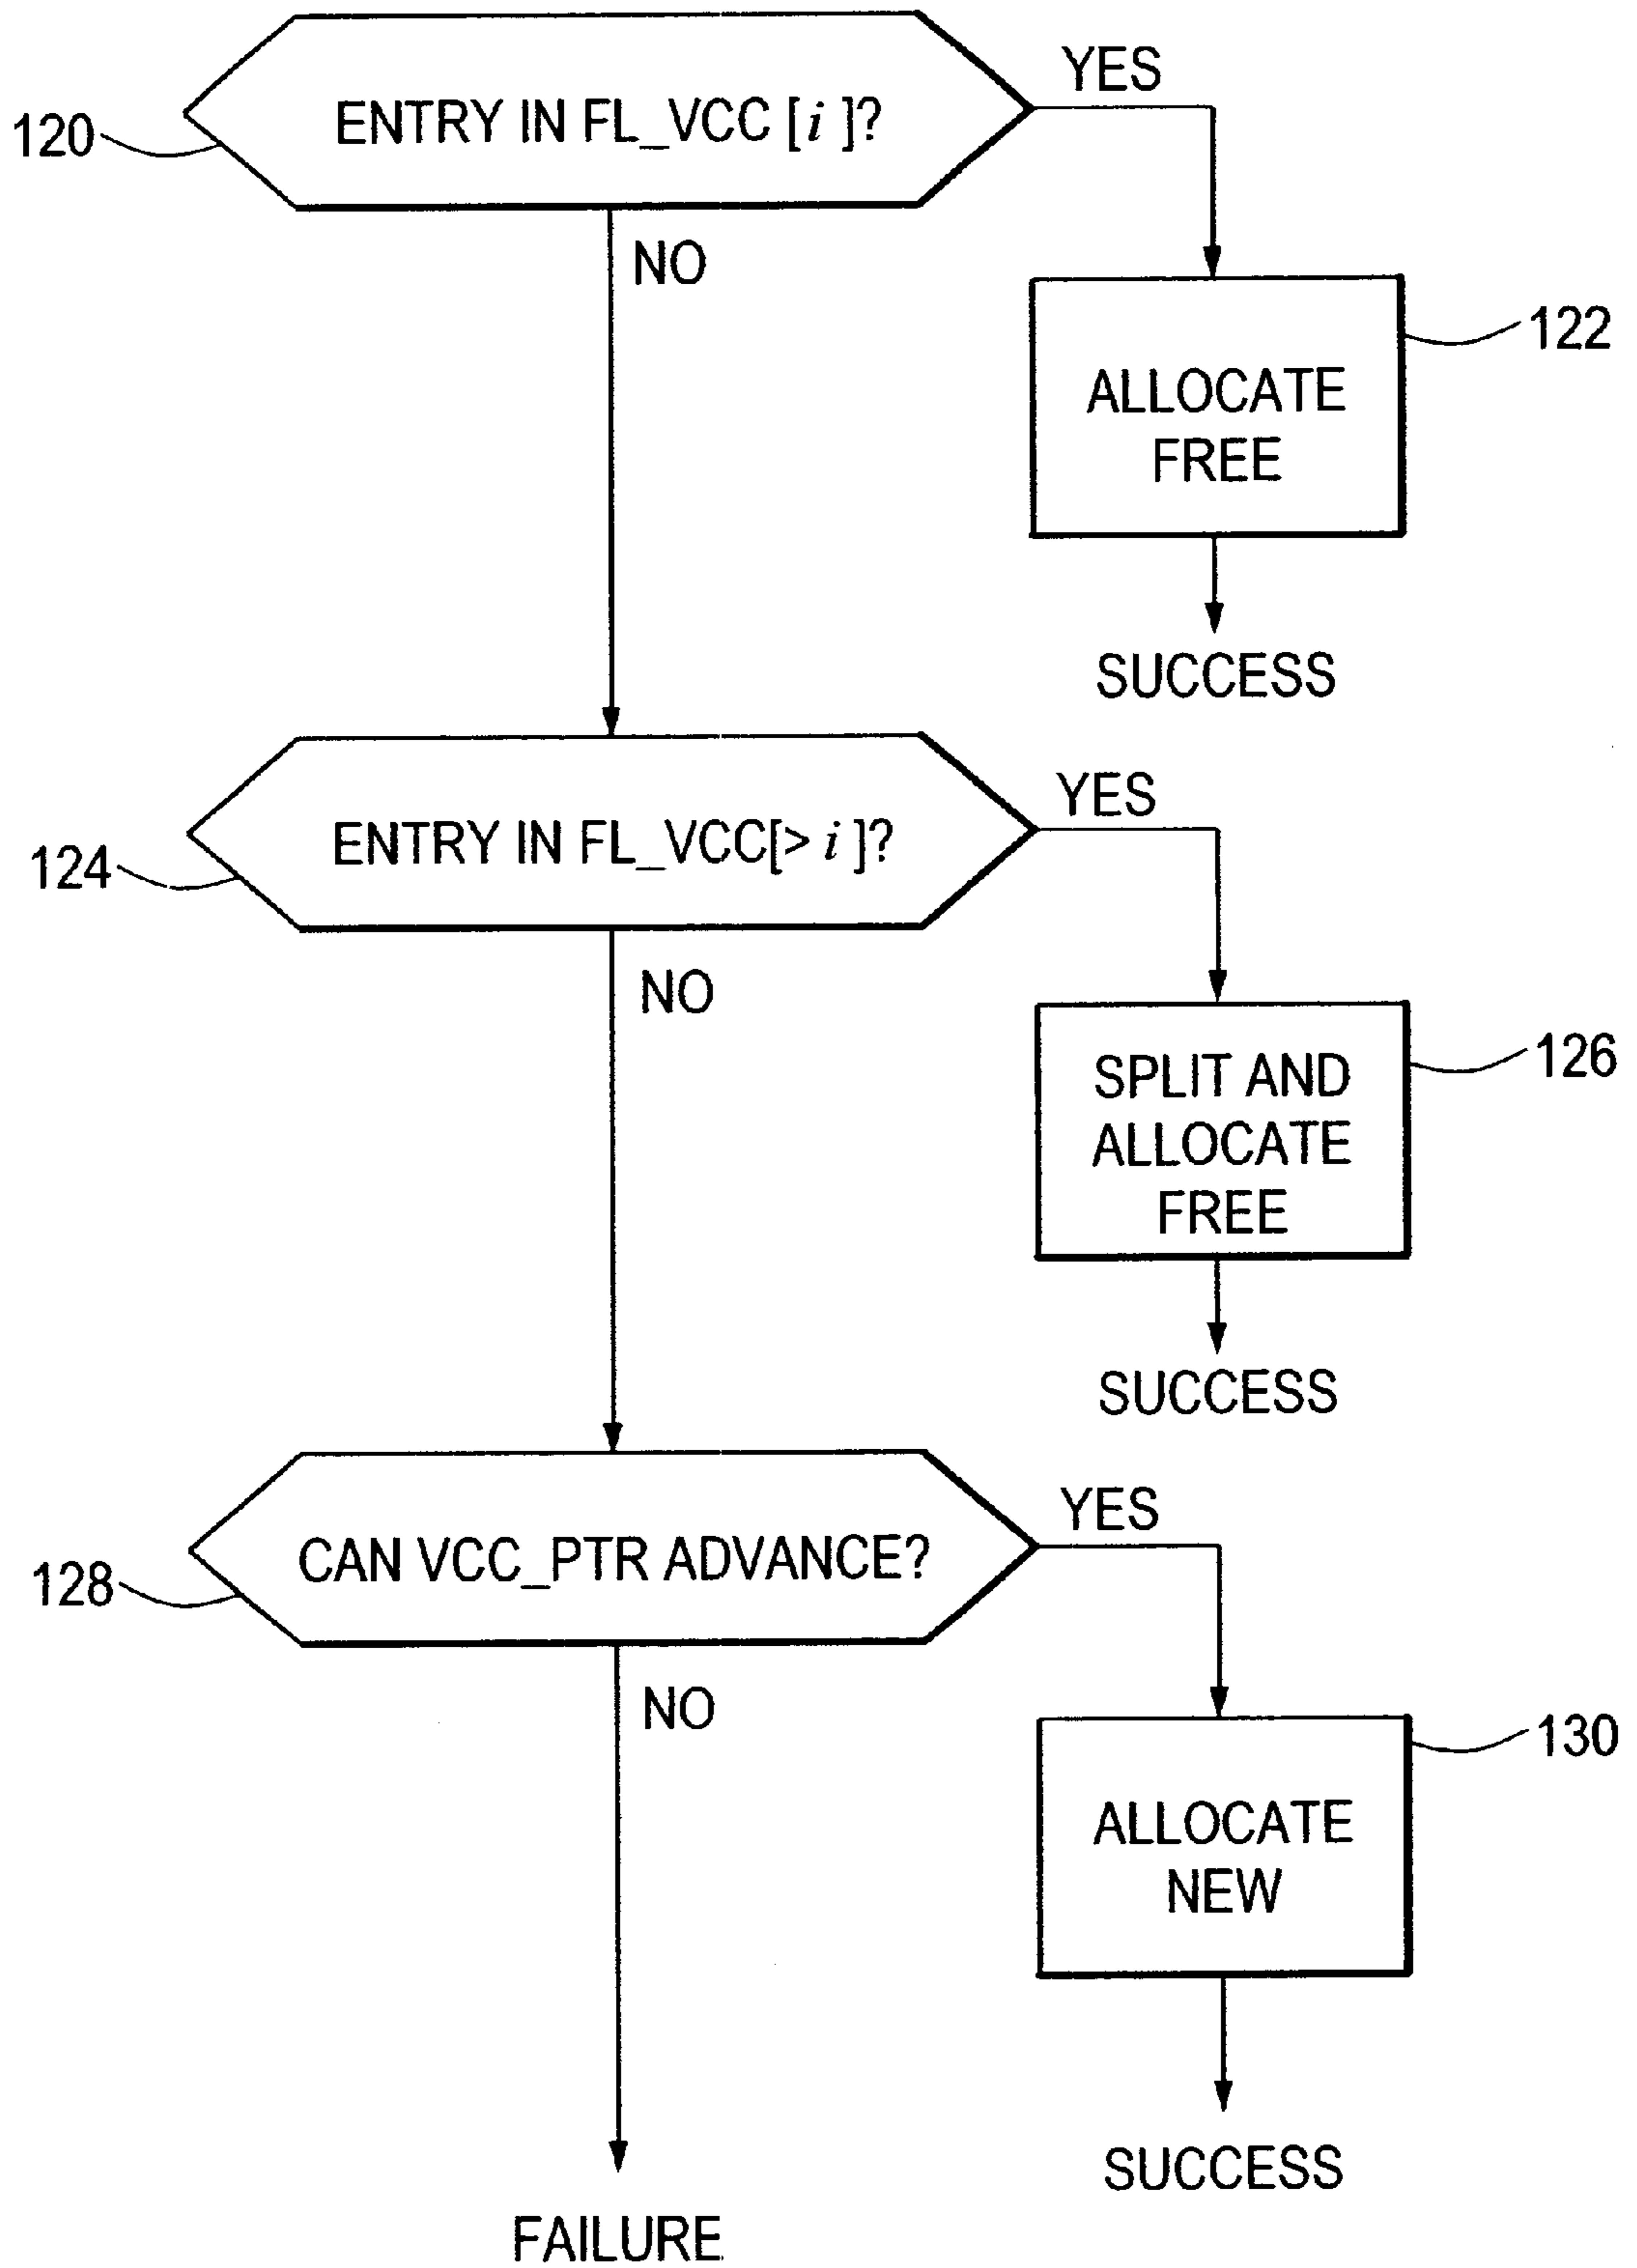 YES
120
ENTRY IN FL_VCC [i]?
NO
122
ALLOCATE
FREE
SUCCESS
YES
124
ENTRY IN FL_VCC[> i]?
NO
126
SPLIT AND
ALLOCATE
FREE
SUCCESS
YES
128
CAN VCC_PTR ADVANCE?
NO
130
ALLOCATE
NEW
SUCCESS
FAILURE